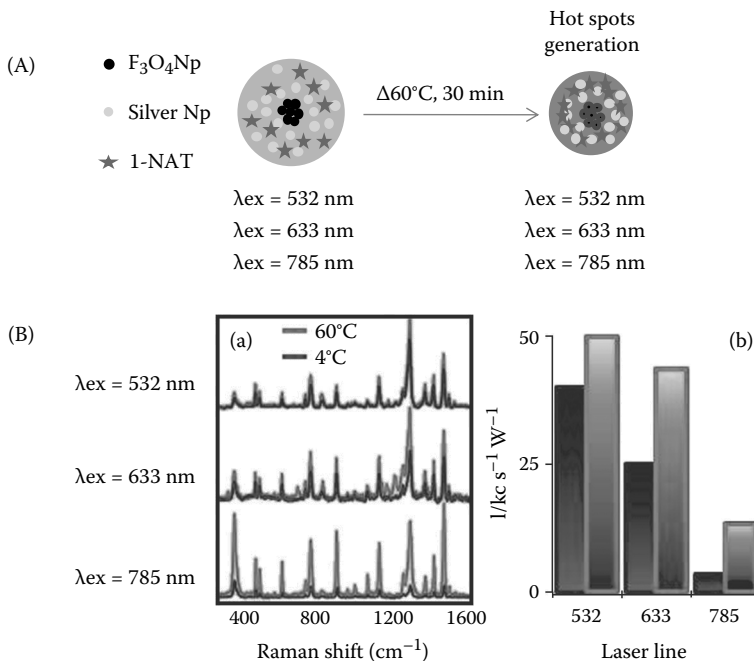 (A)
F₃O₄Np
Silver Np
1-NAT
Δ60°C, 30 min
Hot spots
generation
λex = 532 nm
λex = 633 nm
λex = 785 nm
λex = 532 nm
λex = 633 nm
λex = 785 nm
(B)
λex = 532 nm
λex = 633 nm
λex = 785 nm
(a)
60°C
4°C
400 800 1200 1600
Raman shift (cm⁻¹)
(b)
50
25
0
I/kc s⁻¹ W⁻¹
532 633 785
Laser line